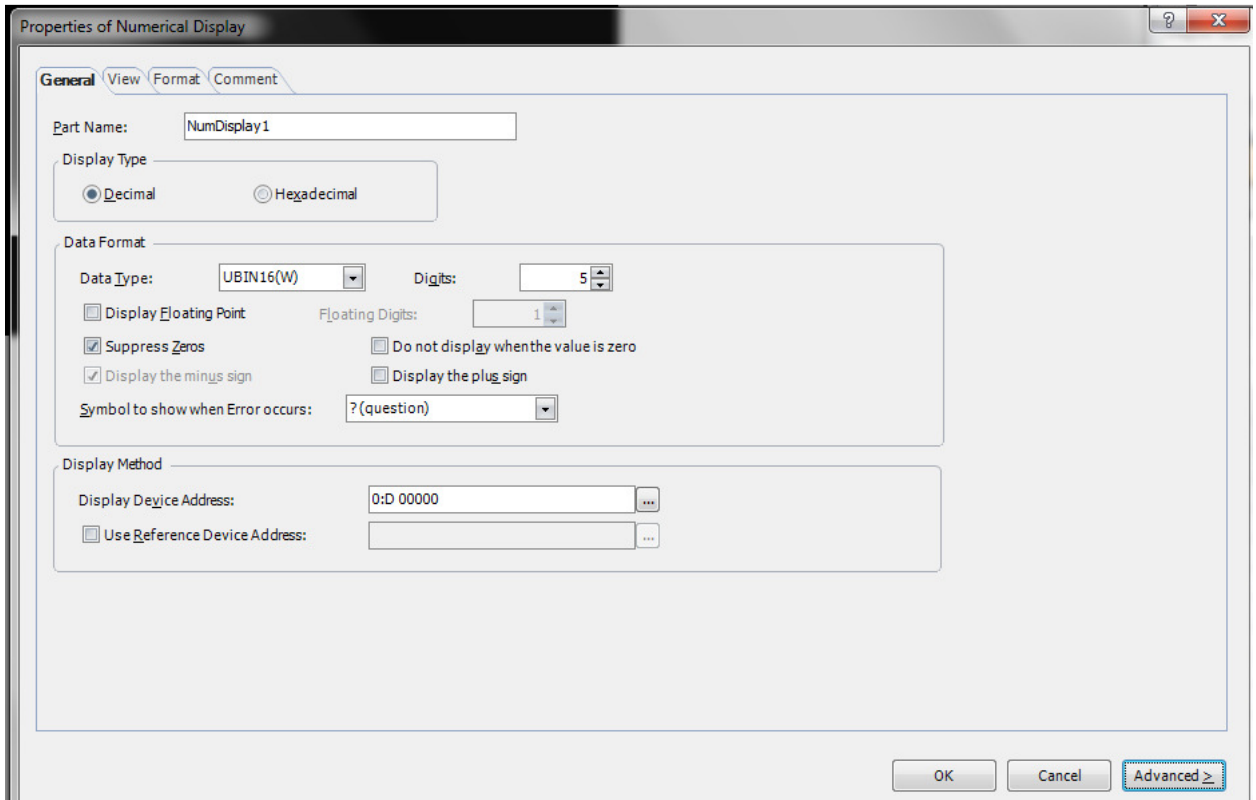 Properties of Numerical Display
General View Format Comment
Part Name: NumDisplay1
Display Type
Decimal Hexadecimal
Data Format
Data Type: UBIN16(W) Digits: 5
Display Floating Point Floating Digits: 1
Suppress Zeros Do not display when the value is zero
Display the minus sign Display the plus sign
Symbol to show when Error occurs: ?(question)
Display Method
Display Device Address: 0:D 00000 ...
Use Reference Device Address: ...
OK Cancel Advanced >